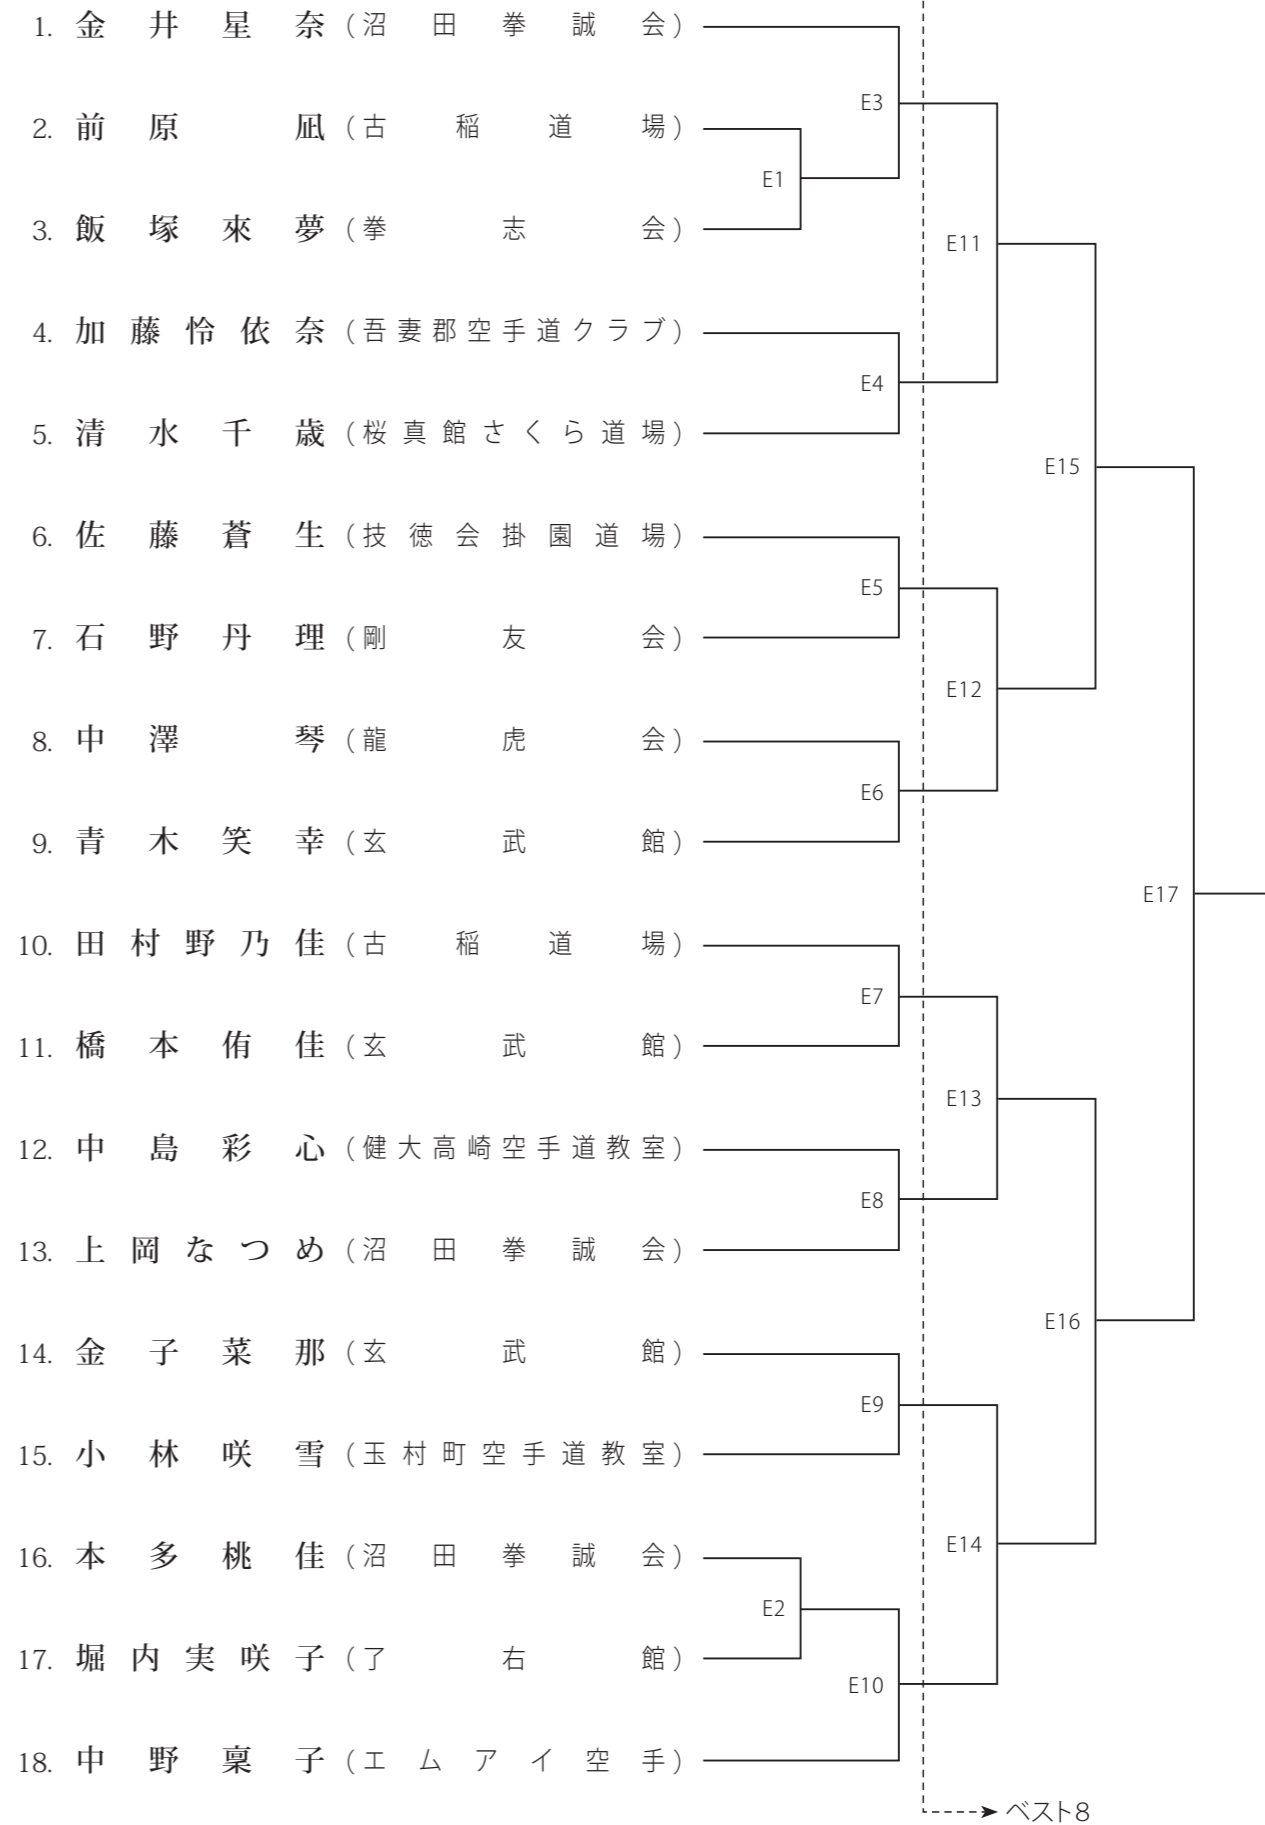 1. 金井星奈（沼田拳誠会）
E3
2. 前原凪（古稲道場）
E1
3. 飯塚來夢（拳志会）
E11
4. 加藤怜依奈（吾妻郡空手道クラブ）
E4
5. 清水千歳（桜真館さくら道場）
E15
6. 佐藤蒼生（技徳会掛園道場）
E5
7. 石野丹理（剛友会）
E12
8. 中澤琴（龍虎会）
E6
9. 青木笑幸（玄武館）
E17
10. 田村野乃佳（古稲道場）
E7
11. 橋本侑佳（玄武館）
E13
12. 中島彩心（健大高崎空手道教室）
E8
13. 上岡なつめ（沼田拳誠会）
E16
14. 金子菜那（玄武館）
E9
15. 小林咲雪（玉村町空手道教室）
E14
16. 本多桃佳（沼田拳誠会）
E2
17. 堀内実咲子（了右館）
E10
18. 中野稟子（エムアイ空手）
ベスト8